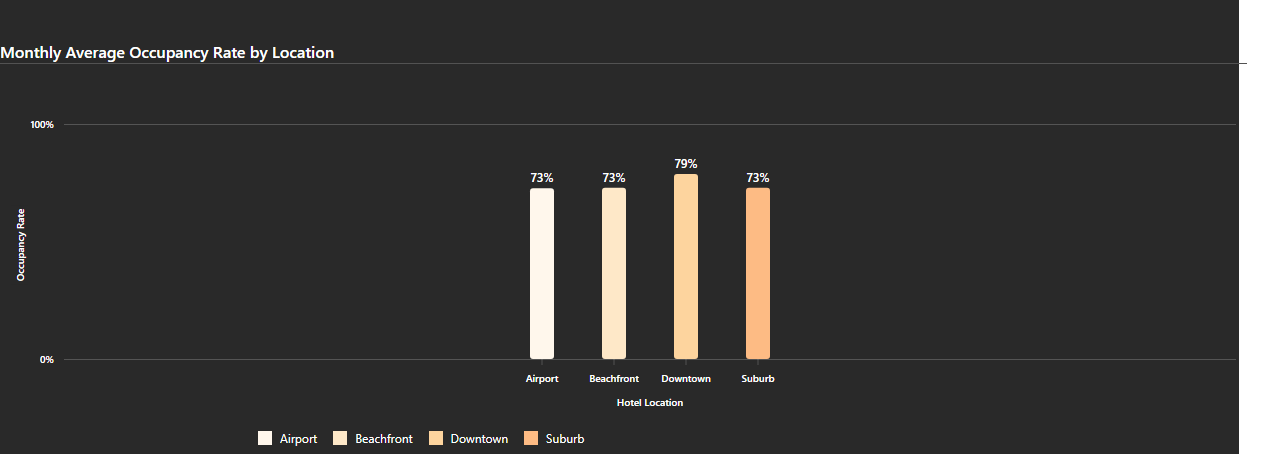 Monthly Average Occupancy Rate by Location
100%
79%
73% 73% 73%
Occupancy Rate
0%
Airport Beachfront Downtown Suburb
Hotel Location
Airport Beachfront Downtown Suburb